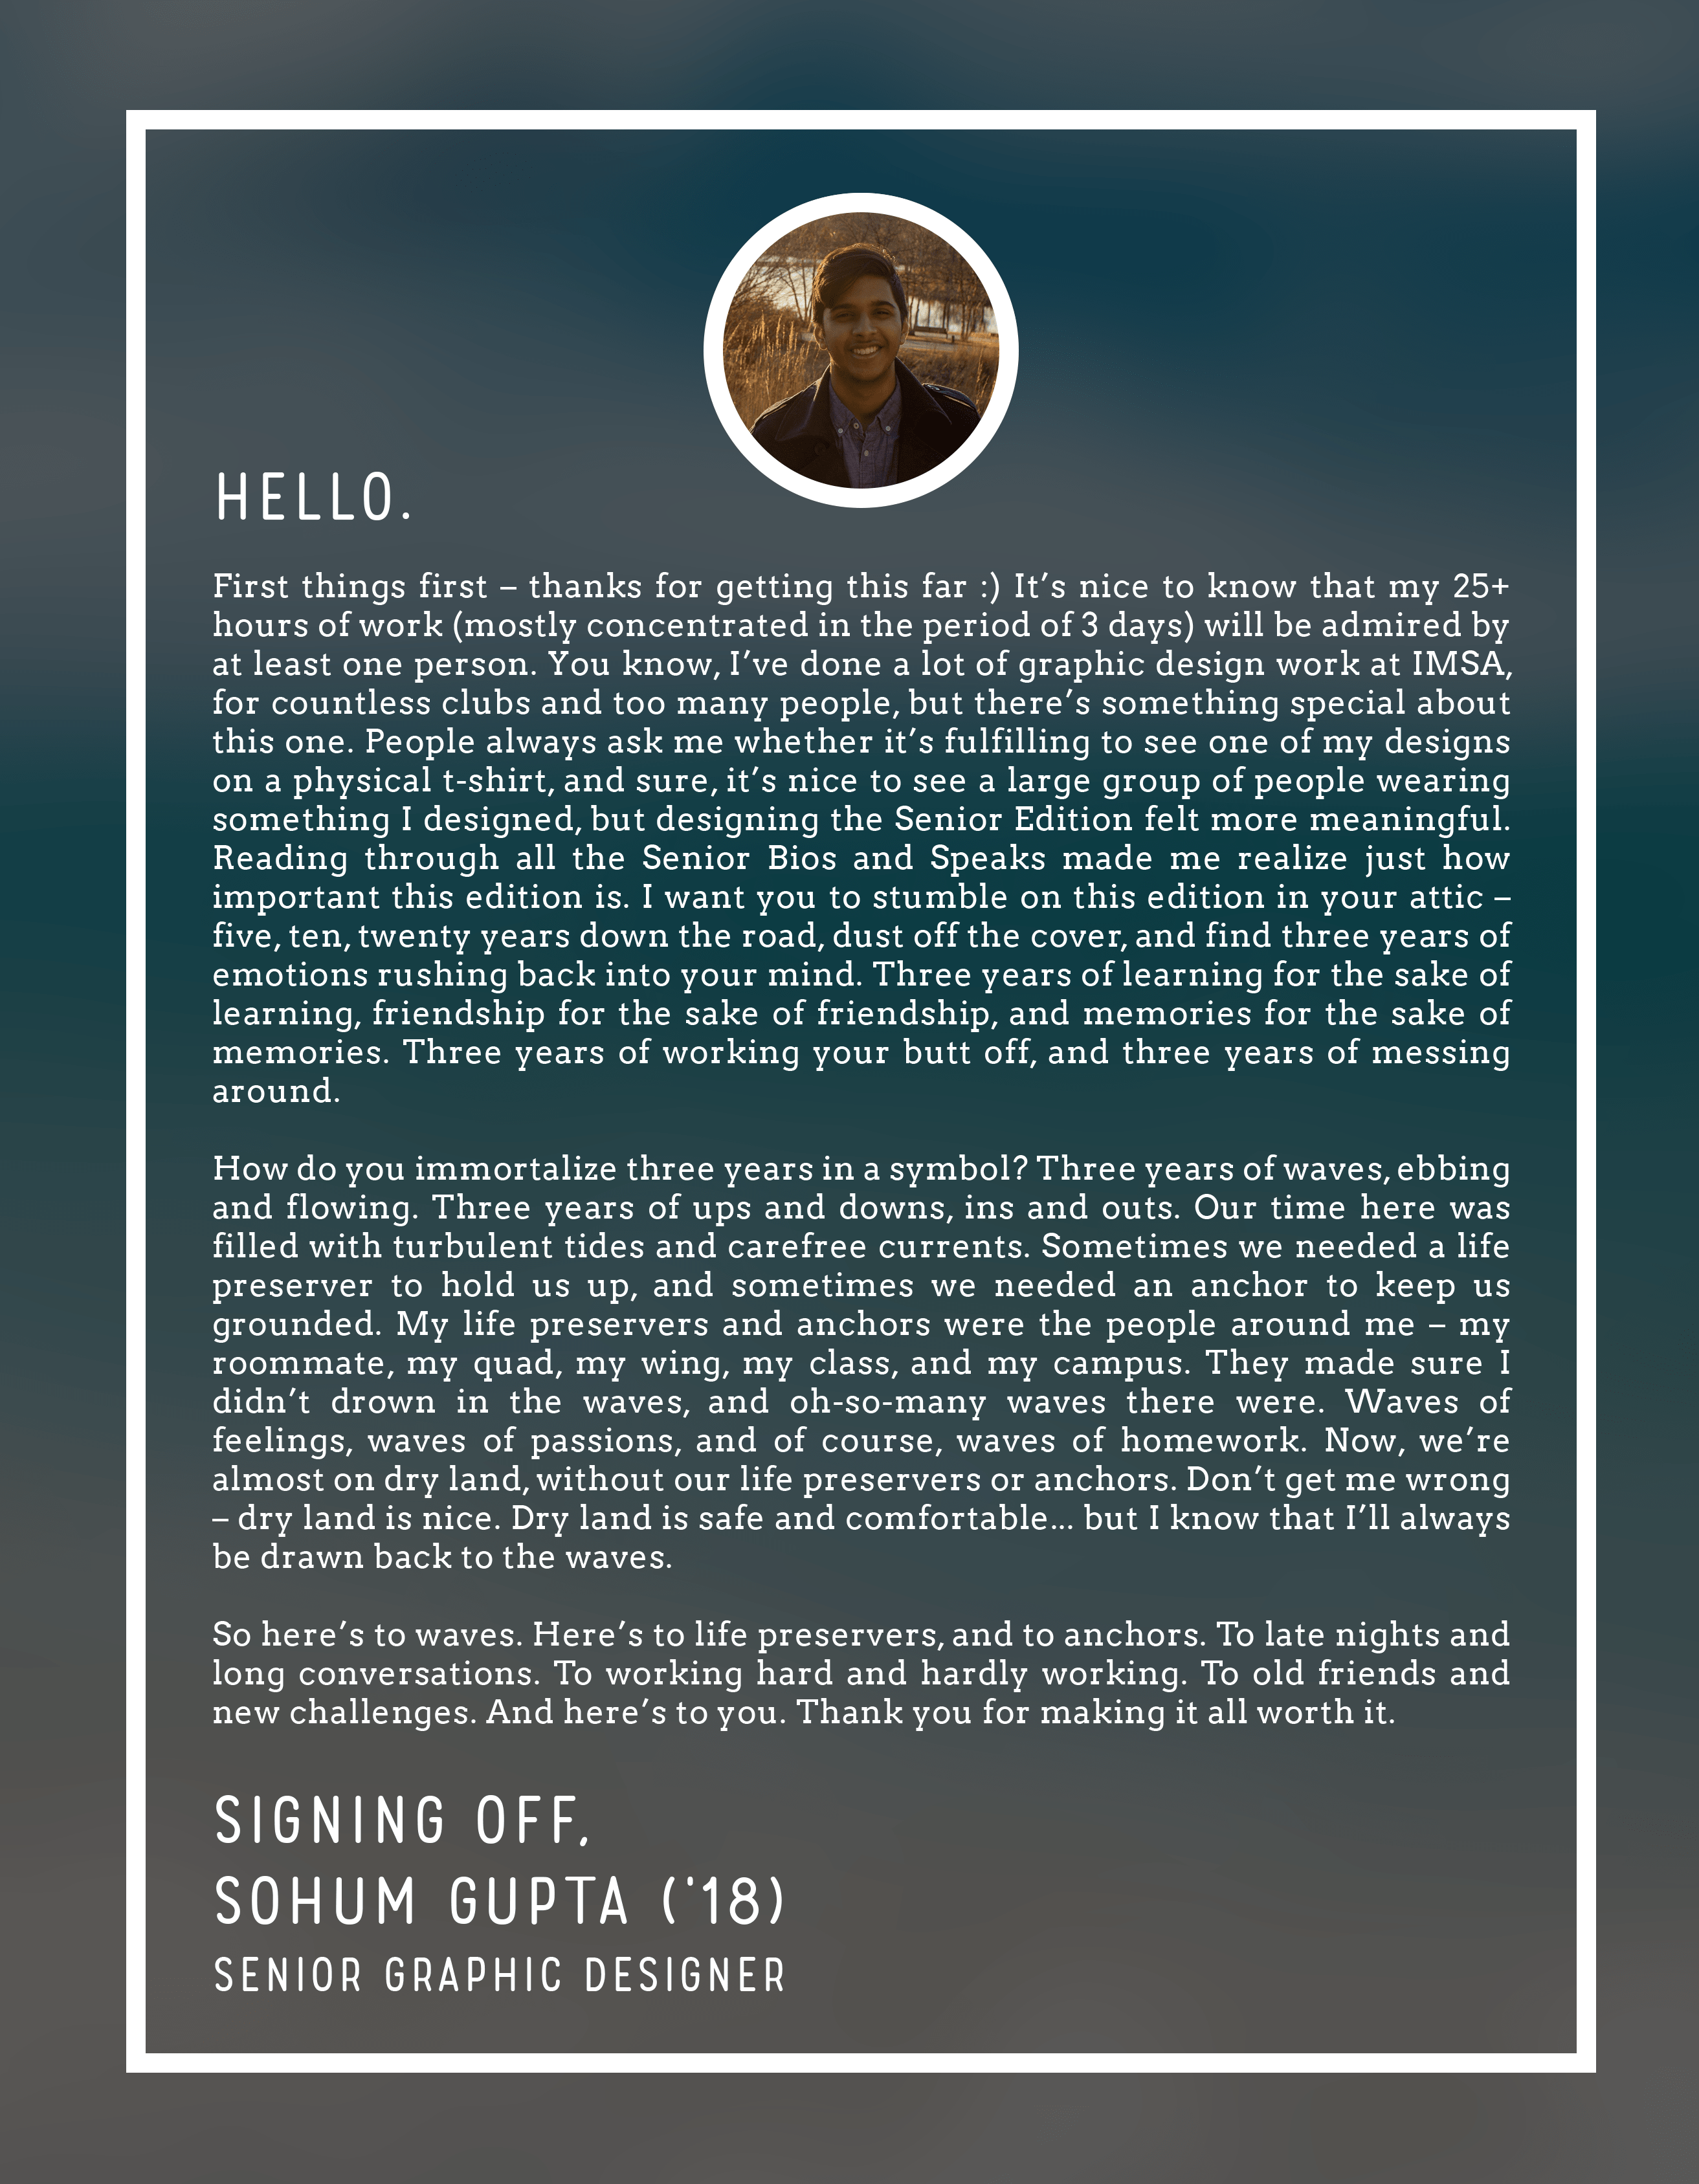 HELLO.
First things first – thanks for getting this far :) It’s nice to know that my 25+
hours of work (mostly concentrated in the period of 3 days) will be admired by
at least one person. You know, I’ve done a lot of graphic design work at IMSA,
for countless clubs and too many people, but there’s something special about
this one. People always ask me whether it’s fulfilling to see one of my designs
on a physical t-shirt, and sure, it’s nice to see a large group of people wearing
something I designed, but designing the Senior Edition felt more meaningful.
Reading through all the Senior Bios and Speaks made me realize just how
important this edition is. I want you to stumble on this edition in your attic –
five, ten, twenty years down the road, dust off the cover, and find three years of
emotions rushing back into your mind. Three years of learning for the sake of
learning, friendship for the sake of friendship, and memories for the sake of
memories. Three years of working your butt off, and three years of messing
around.
How do you immortalize three years in a symbol? Three years of waves, ebbing
and flowing. Three years of ups and downs, ins and outs. Our time here was
filled with turbulent tides and carefree currents. Sometimes we needed a life
preserver to hold us up, and sometimes we needed an anchor to keep us
grounded. My life preservers and anchors were the people around me – my
roommate, my quad, my wing, my class, and my campus. They made sure I
didn’t drown in the waves, and oh-so-many waves there were. Waves of
feelings, waves of passions, and of course, waves of homework. Now, we’re
almost on dry land, without our life preservers or anchors. Don’t get me wrong
– dry land is nice. Dry land is safe and comfortable... but I know that I’ll always
be drawn back to the waves.
So here’s to waves. Here’s to life preservers, and to anchors. To late nights and
long conversations. To working hard and hardly working. To old friends and
new challenges. And here’s to you. Thank you for making it all worth it.
SIGNING OFF,
SOHUM GUPTA ('18)
SENIOR GRAPHIC DESIGNER